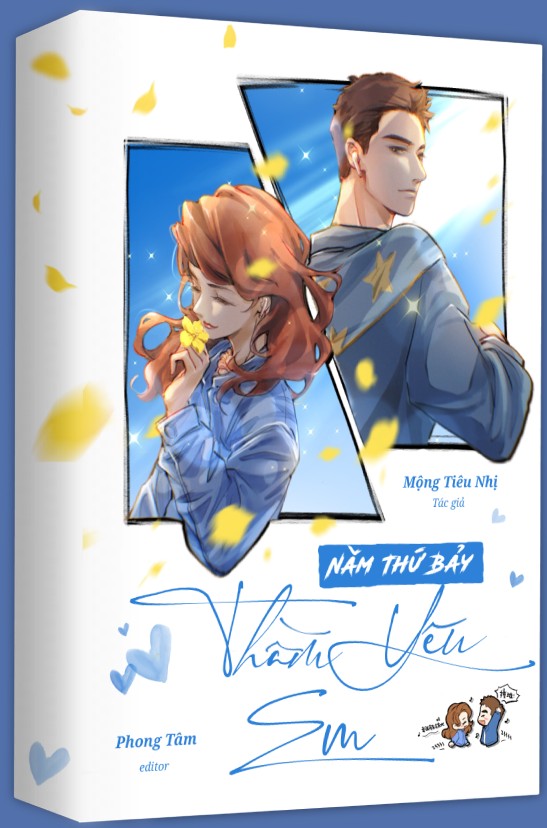 Mộng Tiêu Nhị
Tác giả
NĂM THỨ BẢY
Thầm Yêu
Em
Phong Tâm
editor